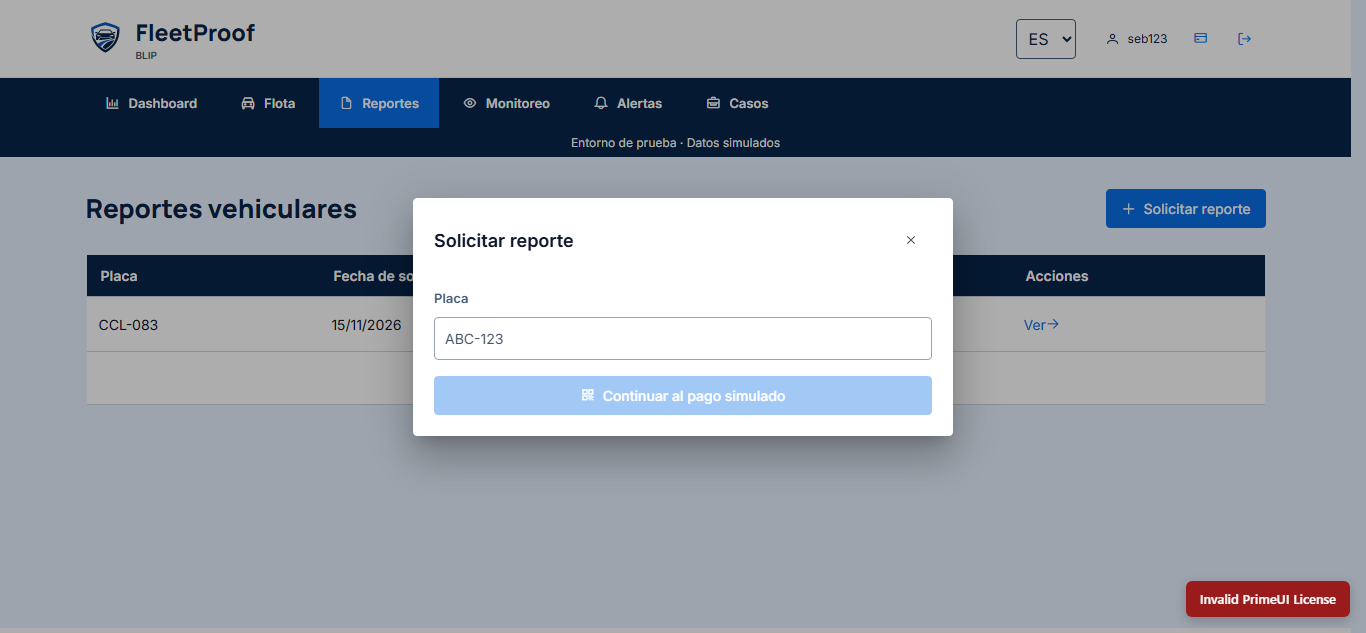 FleetProof
BLIP
ES
seb123
Dashboard
Flota
Reportes
Monitoreo
Alertas
Casos
Entorno de prueba · Datos simulados
Reportes vehiculares
+ Solicitar reporte
Placa
Fecha de so
Acciones
CCL-083
15/11/2026
Ver→
Solicitar reporte
×
Placa
ABC-123
Continuar al pago simulado
Invalid PrimeUI License